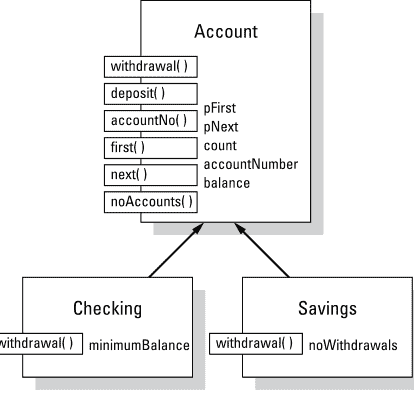 Account
withdrawal( )
deposit( )
accountNo( )
first( )
next( )
noAccounts( )
pFirst
pNext
count
accountNumber
balance
Checking
withdrawal( )
minimumBalance
Savings
withdrawal( )
noWithdrawals